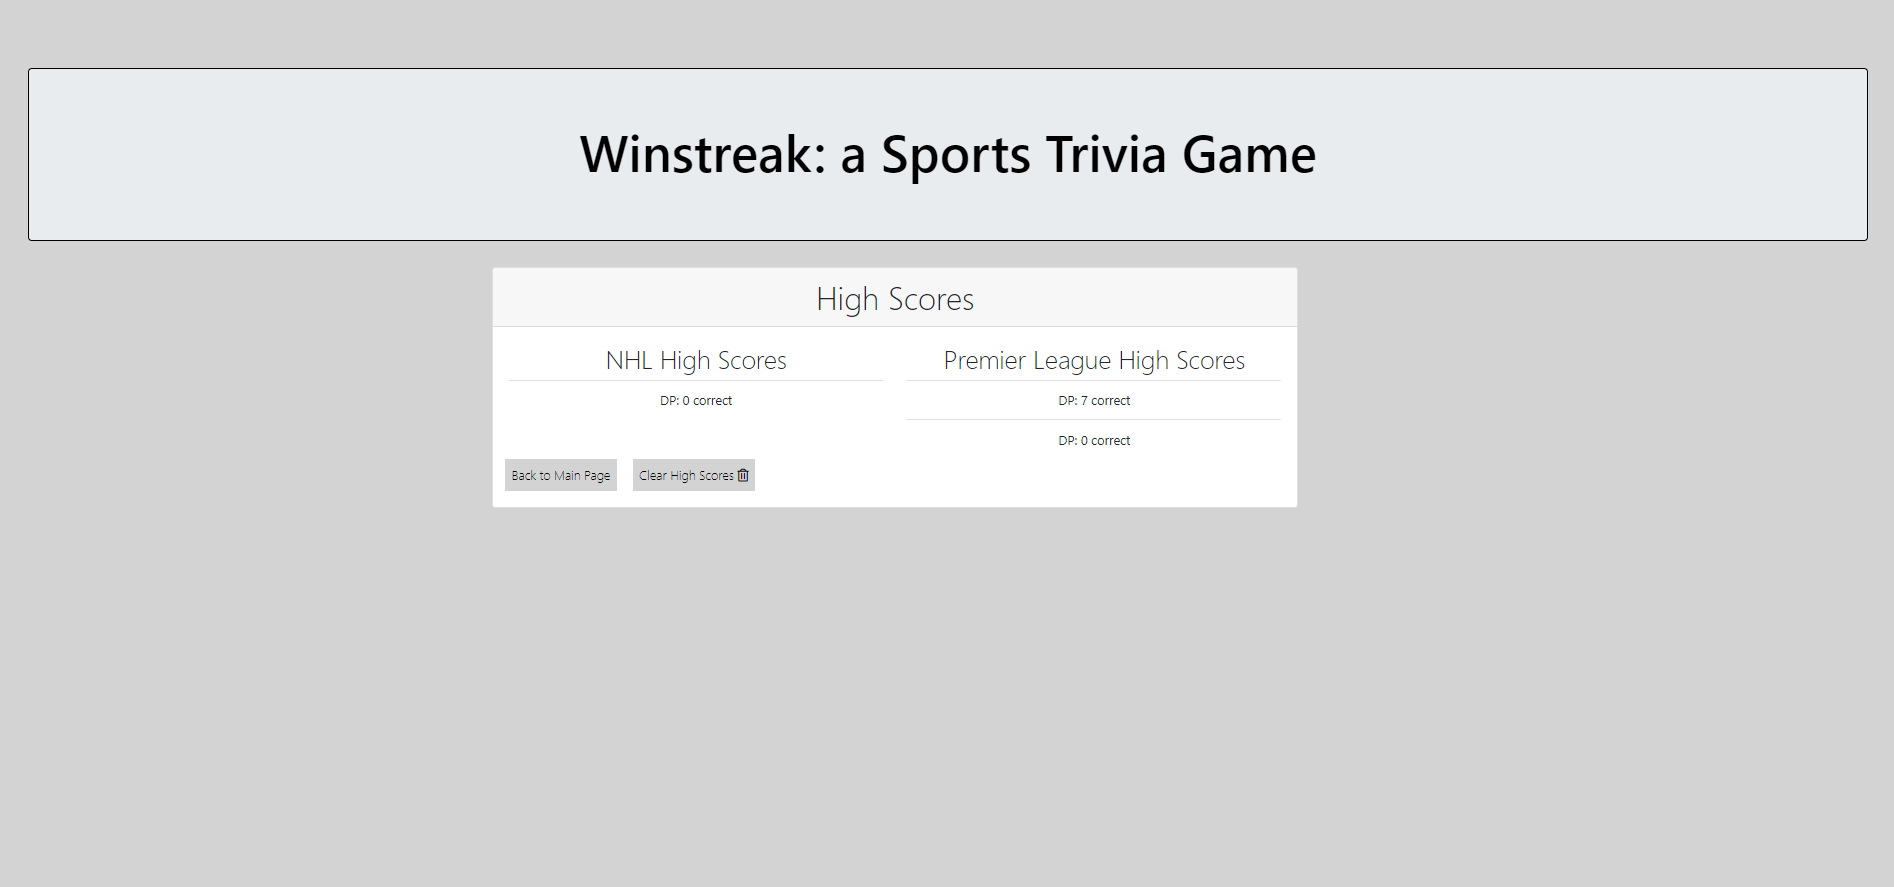 Winstreak: a Sports Trivia Game
High Scores
NHL High Scores
DP: 0 correct
Premier League High Scores
DP: 7 correct
DP: 0 correct
Back to Main Page
Clear High Scores